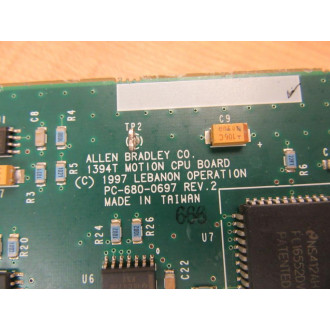 C8
R4
TP2
C9
+
ALLEN BRADLEY CO.
1394T MOTION CPU BOARD
(C) 1997 LEBANON OPERATION
PC-680-0697 REV.2
MADE IN TAIWAN
R3
R5
666
U7
R20
R24
R26
U6
C22